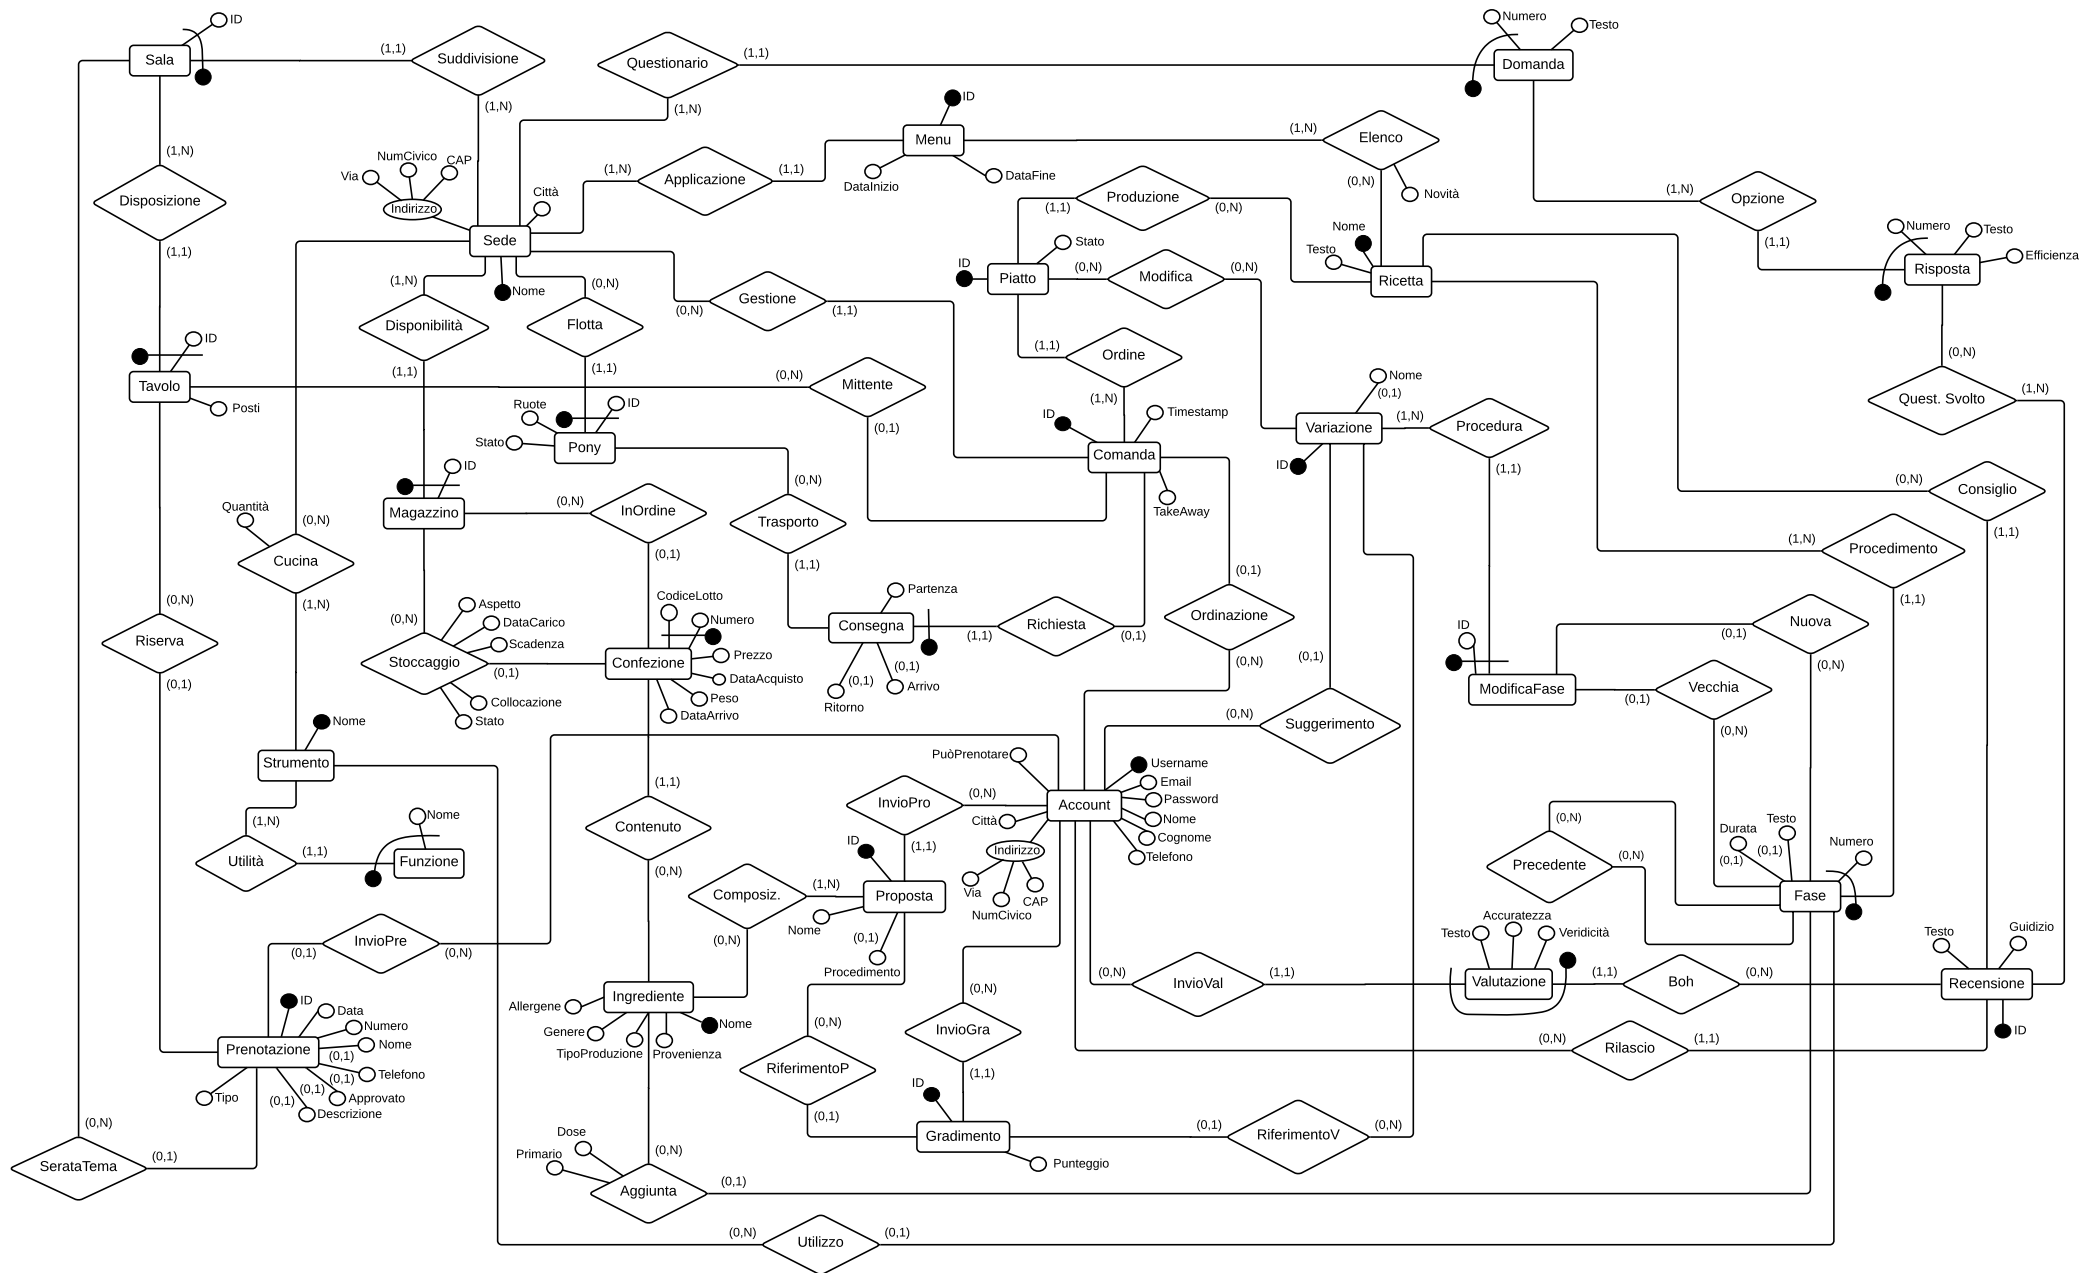 ID
Numero
Testo
Sala
(1,1)
Suddivisione
Questionario
(1,1)
Domanda
(1,N)
(1,N)
ID
Menu
(1,N)
Elenco
(1,N)
NumCivico
CAP
Via
(1,N)
Applicazione
(1,1)
DataInizio
DataFine
(0,N)
Novità
Disposizione
Città
Indirizzo
(1,1)
Produzione
(0,N)
(1,N)
Opzione
(1,1)
Sede
Nome
Testo
Stato
Numero
Testo
Efficienza
(1,1)
ID
Piatto
(0,N)
Modifica
(0,N)
Ricetta
Risposta
(1,N)
Nome
(0,N)
(0,N)
Gestione
(1,1)
Disponibilità
Flotta
ID
(1,1)
Ordine
(0,N)
(1,1)
(1,1)
(0,N)
Mittente
Nome
(0,1)
(1,N)
Tavolo
Posti
Ruote
ID
(1,N)
Quest. Svolto
Stato
Pony
(0,1)
ID
Timestamp
Variazione
(1,N)
Procedura
Comanda
ID
(1,1)
ID
(0,N)
(0,N)
Consiglio
Quantità
Magazzino
(0,N)
InOrdine
Trasporto
TakeAway
(0,N)
(1,1)
Cucina
(0,1)
(1,1)
(0,1)
(1,N)
Procedimento
(1,1)
(1,N)
(0,N)
Aspetto
DataCarico
Scadenza
(0,N)
CodiceLotto
Numero
Partenza
Consegna
(1,1)
Richiesta
(0,1)
Ordinazione
ID
(0,1)
Nuova
Riserva
Stoccaggio
(0,1)
Confezione
Prezzo
DataAcquisto
Peso
DataArrivo
(0,1)
(0,1)
Arrivo
Ritorno
(0,N)
(0,1)
(0,N)
(0,1)
Collocazione
Stato
ModificaFase
(0,1)
Vecchia
(0,N)
Nome
(0,N)
Suggerimento
Strumento
PuòPrenotare
Username
Email
Password
Nome
Cognome
Telefono
(1,1)
InvioPro
(0,N)
Account
Città
Indirizzo
Via
NumCivico
CAP
(1,N)
Nome
Contenuto
ID
(1,1)
(0,N)
Durata
(0,1)
Testo
(0,1)
Numero
Utilità
(1,1)
Funzione
(0,N)
Composiz.
(1,N)
Proposta
Precedente
(0,N)
Fase
Nome
(0,1)
Procedimento
InvioPre
(0,1)
(0,N)
(0,N)
Accuratezza
Testo
Veridicità
Testo
Guidizio
(0,N)
InvioVal
(1,1)
Valutazione
(1,1)
Boh
(0,N)
Recensione
ID
Allergene
Ingrediente
Genere
TipoProduzione
Provenienza
Nome
(0,N)
(0,N)
InvioGra
ID
Data
Numero
Nome
(0,1)
Telefono
(0,1)
Approvato
(0,1)
Descrizione
(0,1)
Tipo
Prenotazione
RiferimentoP
(0,N)
Rilascio
(1,1)
(1,1)
ID
(0,1)
Gradimento
Punteggio
(0,1)
RiferimentoV
(0,N)
(0,N)
SerataTema
(0,1)
Dose
Primario
(0,N)
Aggiunta
(0,1)
(0,N)
Utilizzo
(0,1)